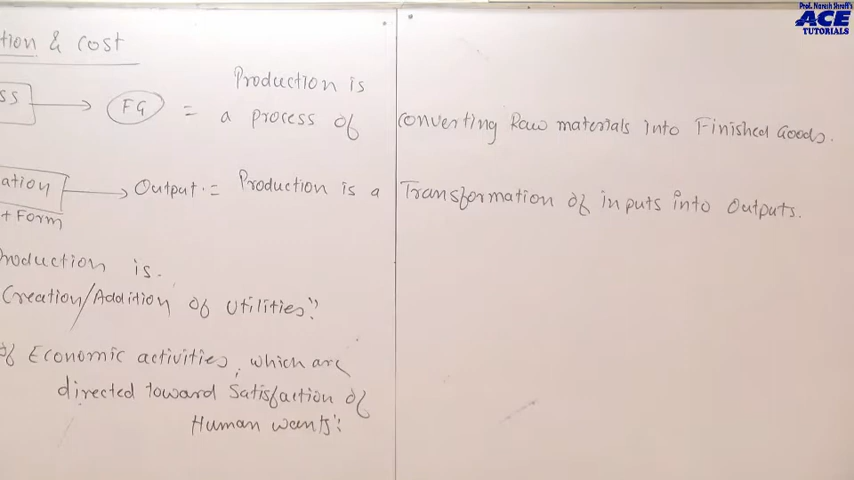 Prof. Naresh Shroff's
ACE
TUTORIALS
tion & cost
ss → FG = Production is a process of converting Raw materials into Finished Goods.
ation → Output = Production is a Transformation of inputs into outputs.
+ Form
Production is.
Creation/Addition of Utilities"
of Economic activities, which are
directed toward Satisfaction of
Human wants"